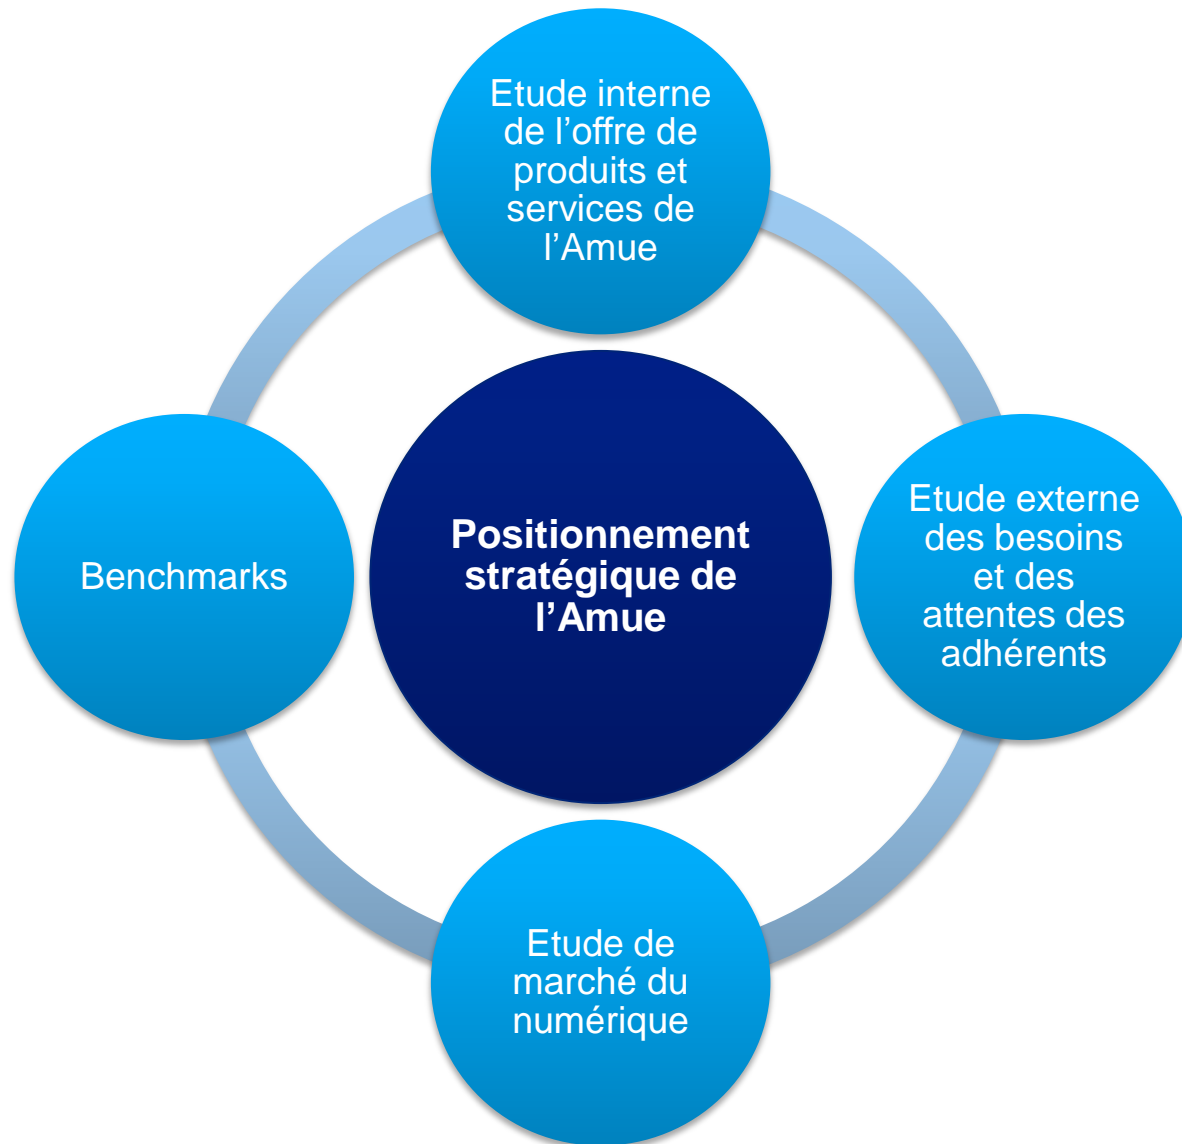 Etude interne
de l’offre de
produits et
services de
l’Amue
Positionnement
stratégique de
l’Amue
Etude externe
des besoins
et des
attentes des
adhérents
Etude de
marché du
numérique
Benchmarks